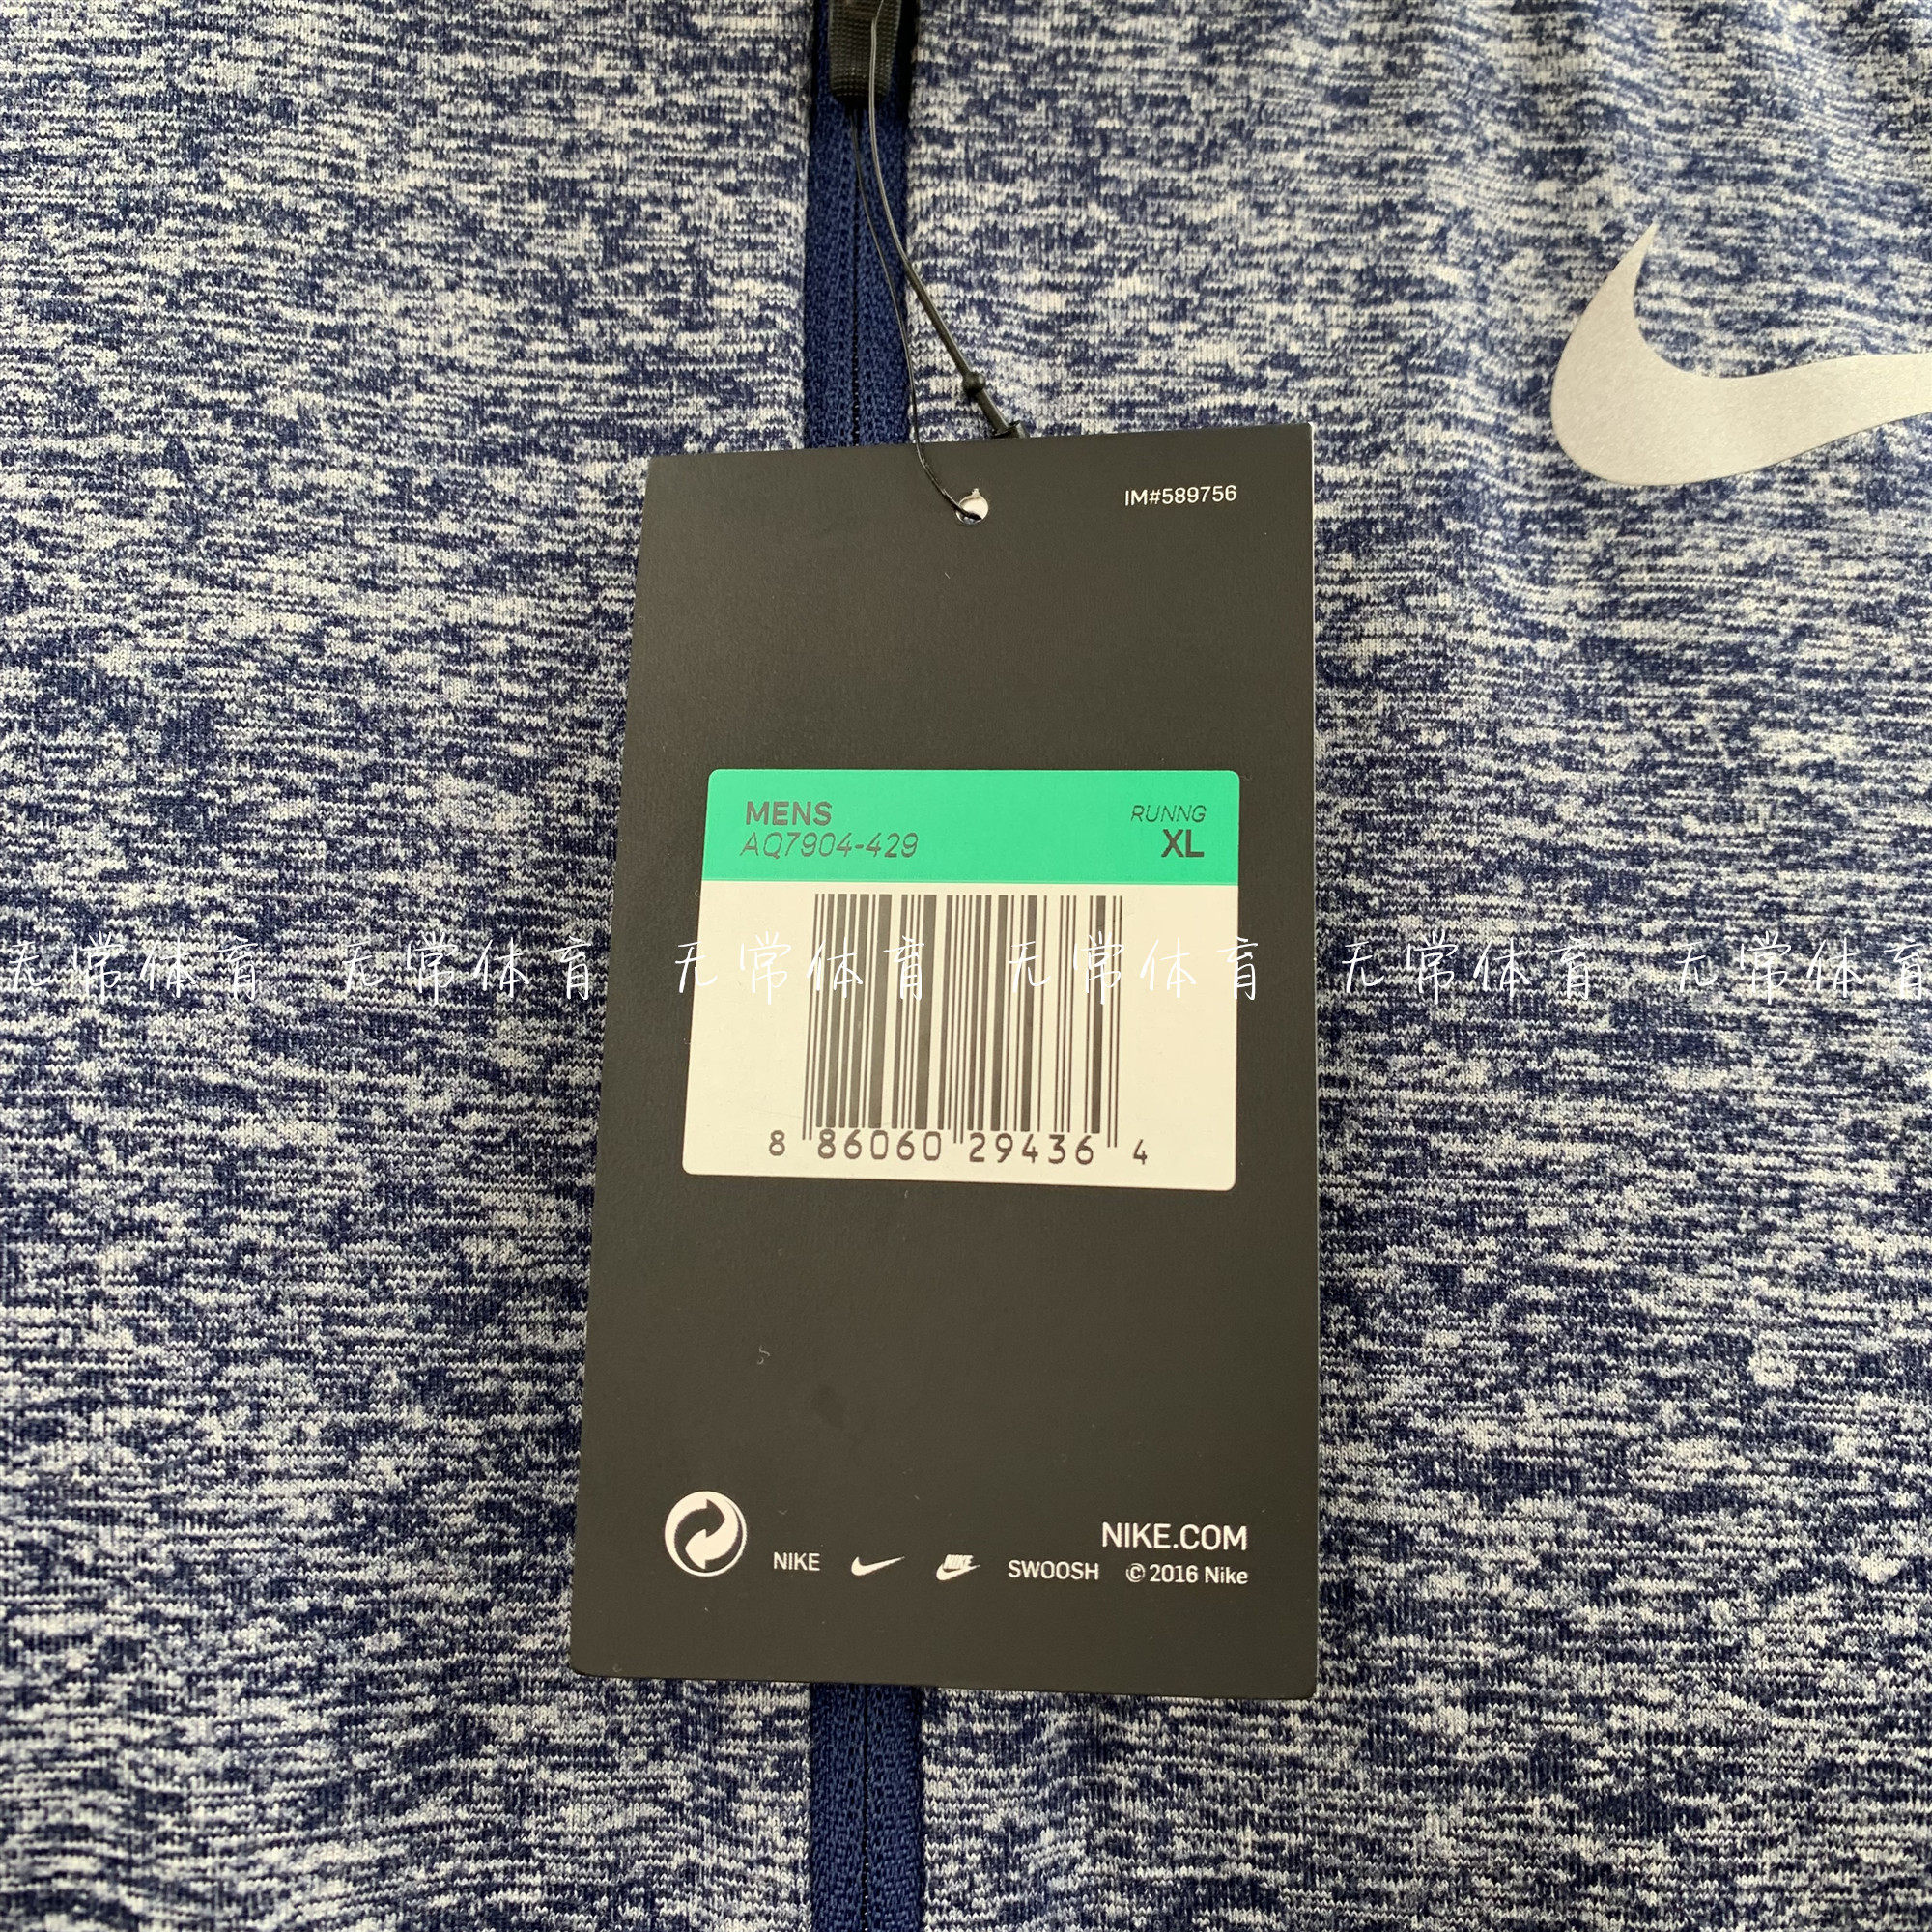 IM#589756
MENS
RUNNG
AQ7904-429
XL
无常体育 无常体育 无常体育 无常体育 无常体育 无常体育
8 86060 29436 4
NIKE.COM
NIKE NIKE SWOOSH © 2016 Nike